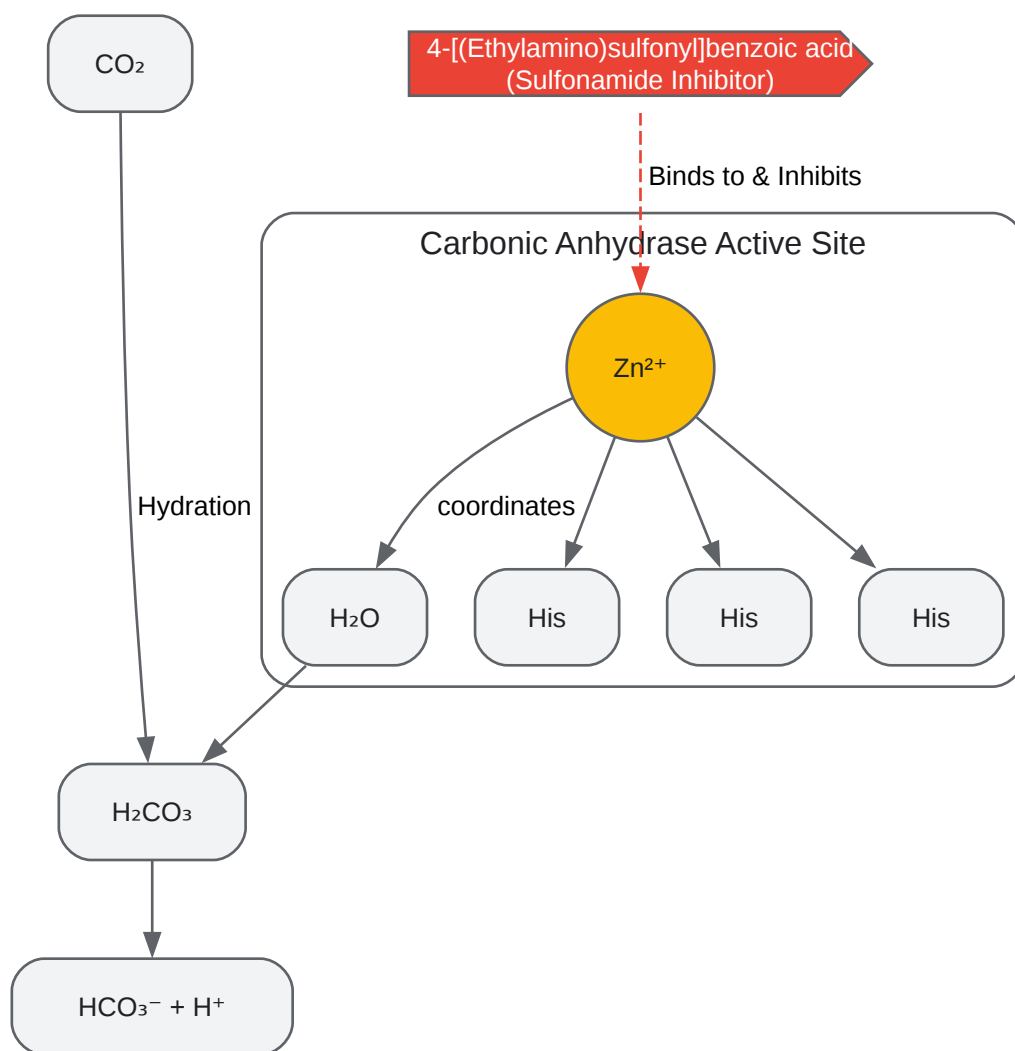 CO₂
4-[(Ethylamino)sulfonyl]benzoic acid
(Sulfonamide Inhibitor)
Binds to & Inhibits
Carbonic Anhydrase Active Site
Zn²⁺
Hydration
coordinates
H₂O
His
His
His
H₂CO₃
HCO₃⁻ + H⁺